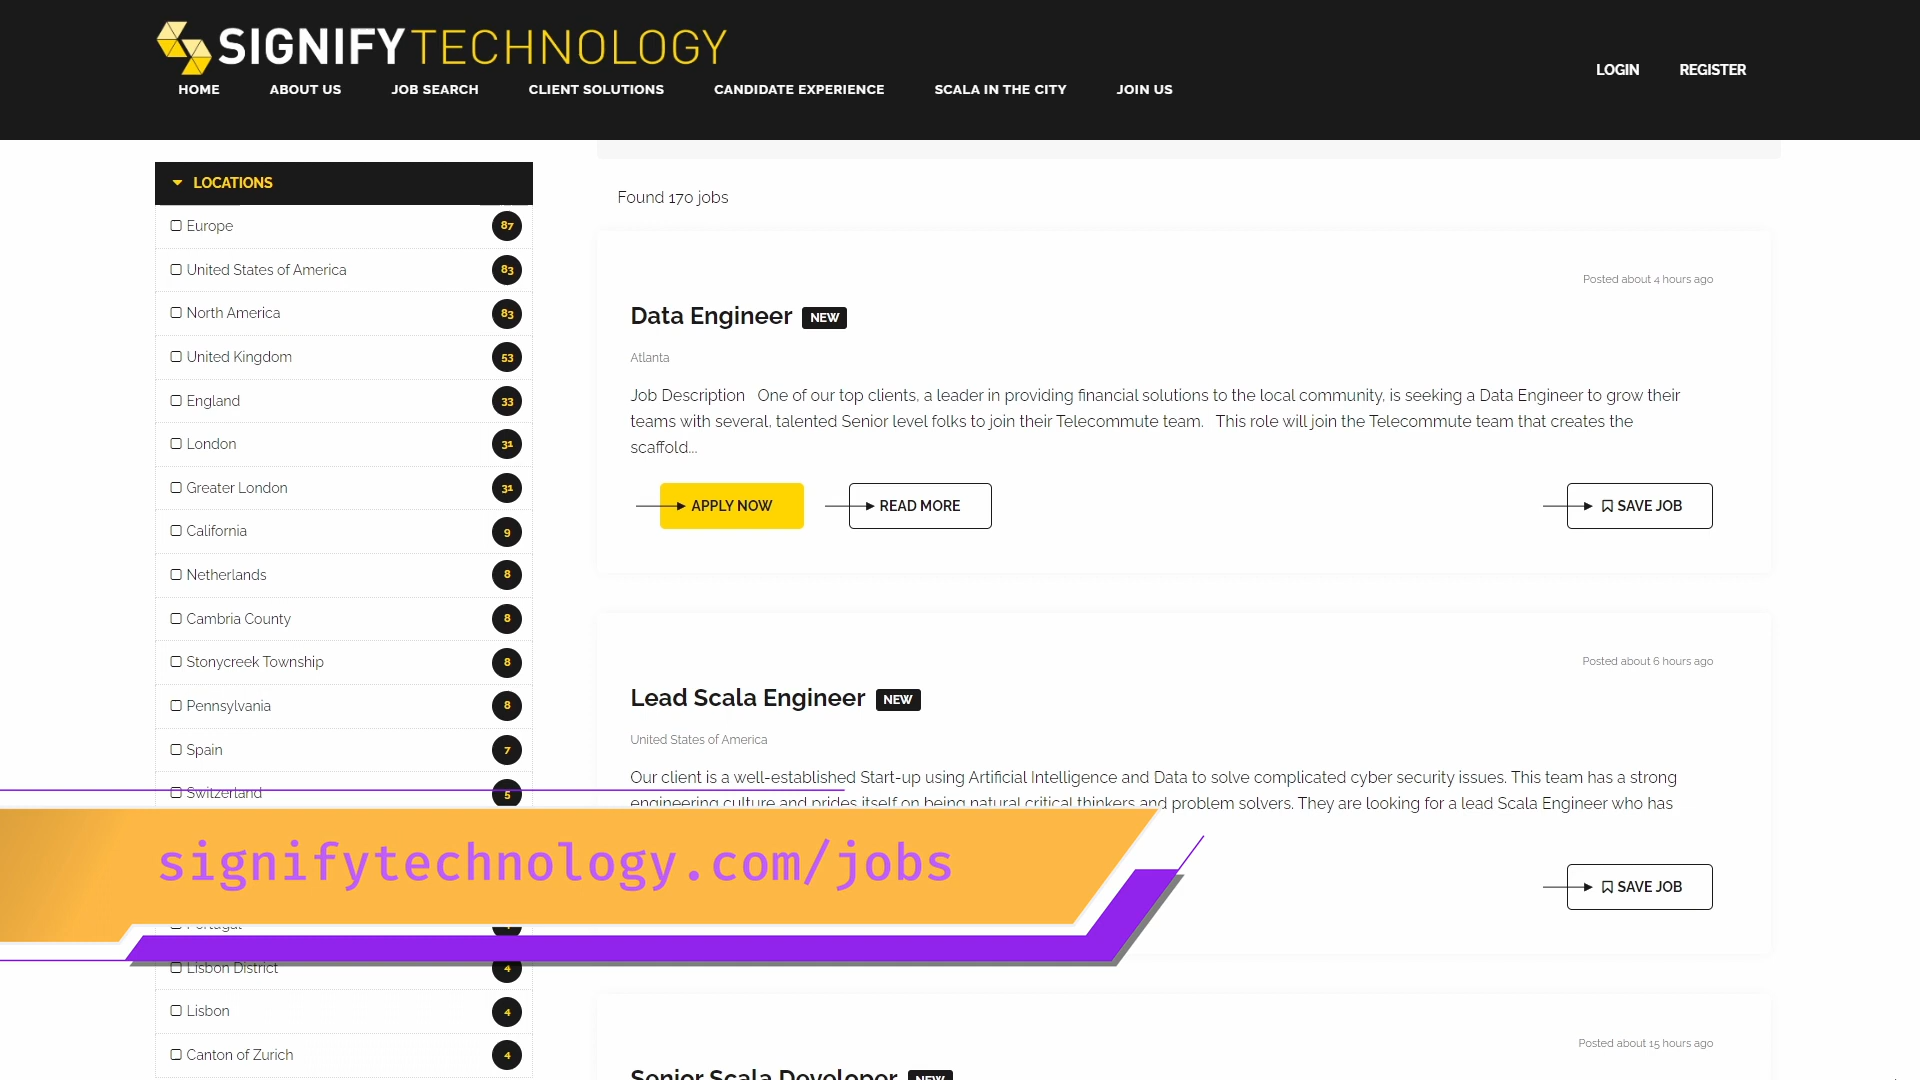 SIGNIFYTECHNOLOGY
HOME ABOUT US JOB SEARCH CLIENT SOLUTIONS CANDIDATE EXPERIENCE SCALA IN THE CITY JOIN US
LOGIN REGISTER
LOCATIONS
Europe 87
United States of America 83
North America 83
United Kingdom 53
England 33
London 31
Greater London 31
California 9
Netherlands 8
Cambria County 8
Stonycreek Township 8
Pennsylvania 8
Spain 7
Switzerland 5
Portugal
Lisbon District 4
Lisbon 4
Canton of Zurich 4
Found 170 jobs
Posted about 4 hours ago
Data Engineer NEW
Atlanta
Job Description One of our top clients, a leader in providing financial solutions to the local community, is seeking a Data Engineer to grow their
teams with several, talented Senior level folks to join their Telecommute team. This role will join the Telecommute team that creates the
scaffold...
APPLY NOW READ MORE SAVE JOB
Posted about 6 hours ago
Lead Scala Engineer NEW
United States of America
Our client is a well-established Start-up using Artificial Intelligence and Data to solve complicated cyber security issues. This team has a strong
engineering culture and prides itself on being natural critical thinkers and problem solvers. They are looking for a lead Scala Engineer who has
SAVE JOB
Posted about 15 hours ago
Senior Scala Developer NEW
signifytechnology.com/jobs